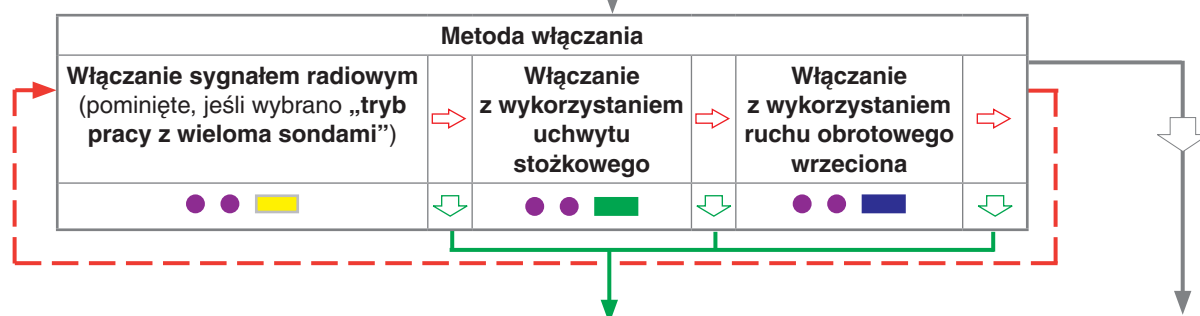 Metoda włączania
Włączanie sygnałem radiowym
(pominięte, jeśli wybrano „tryb
pracy z wieloma sondami”)
Włączanie
z wykorzystaniem
uchwytu
stożkowego
Włączanie
z wykorzystaniem
ruchu obrotowego
wrzeciona